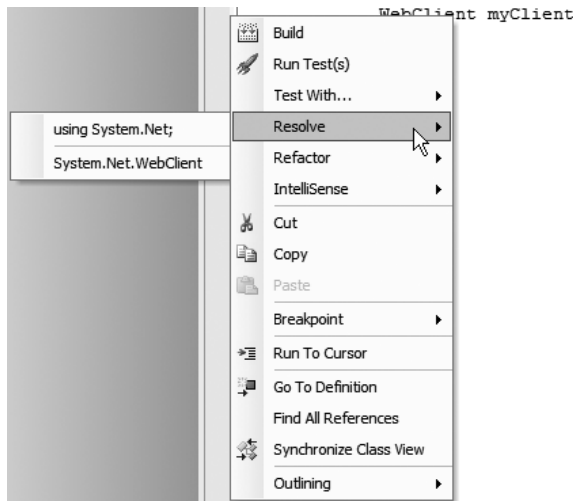 WebClient myClient
Build
Run Test(s)
Test With...
Resolve
using System.Net;
System.Net.WebClient
Refactor
IntelliSense
Cut
Copy
Paste
Breakpoint
Run To Cursor
Go To Definition
Find All References
Synchronize Class View
Outlining